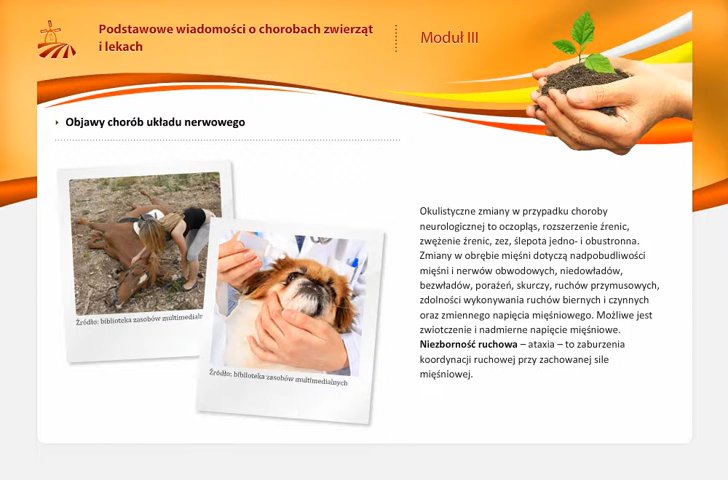 Podstawowe wiadomości o chorobach zwierząt
i lekach
Moduł III
Objawy chorób układu nerwowego
Źródło: biblioteka zasobów multimedialn
Źródło: biblioteka zasobów multimedialnych
Okulistyczne zmiany w przypadku choroby
neurologicznej to oczopląs, rozszerzenie źrenic,
zwężenie źrenic, zez, ślepota jedno- i obustronna.
Zmiany w obrębie mięśni dotyczą nadpobudliwości
mięśni i nerwów obwodowych, niedowładów,
bezwładów, porażeń, skurczy, ruchów przymusowych,
zdolności wykonywania ruchów biernych i czynnych
oraz zmiennego napięcia mięśniowego. Możliwe jest
zwiotczenie i nadmierne napięcie mięśniowe.
Niezborność ruchowa – ataxia – to zaburzenia
koordynacji ruchowej przy zachowanej sile
mięśniowej.